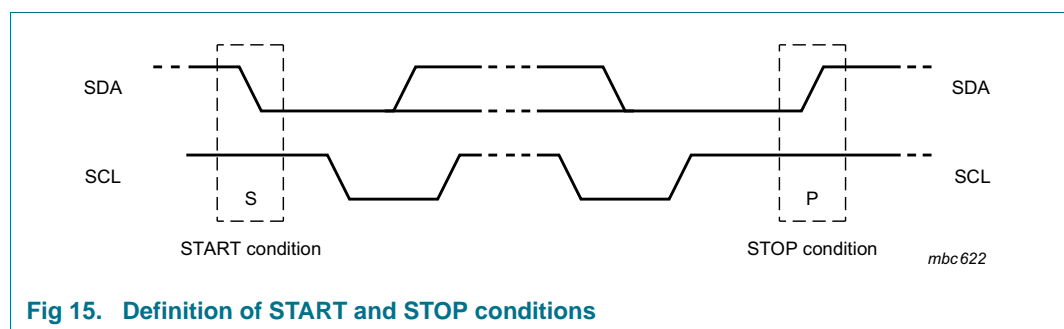 SDA
SDA
SCL
SCL
S
P
START condition
STOP condition
mbc622
Fig 15. Definition of START and STOP conditions